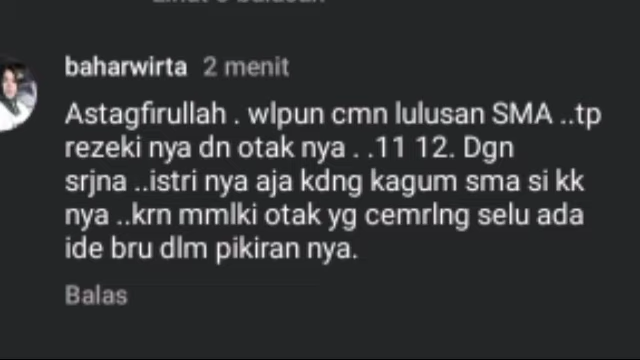 baharwirta 2 menit
Astagfirullah . wlpun cmn lulusan SMA ..tp
rezeki nya dn otak nya . .11 12. Dgn
srjna ..istri nya aja kdng kagum sma si kk
nya ..krn mmlki otak yg cemrlng selu ada
ide bru dlm pikiran nya.
Balas